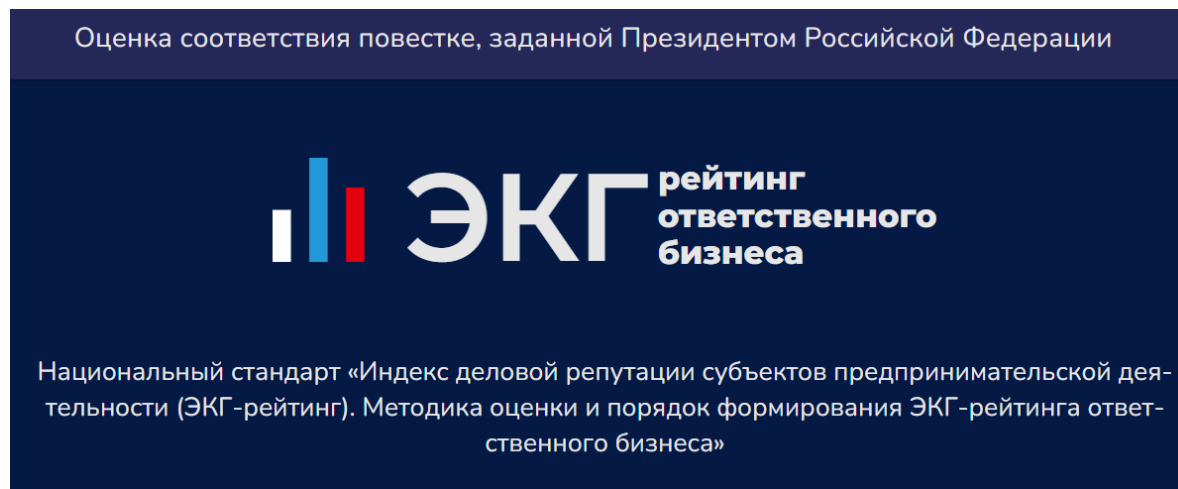 Оценка соответствия повестке, заданной Президентом Российской Федерации
ЭКГ
рейтинг
ответственного
бизнеса
Национальный стандарт «Индекс деловой репутации субъектов предпринимательской дея-
тельности (ЭКГ-рейтинг). Методика оценки и порядок формирования ЭКГ-рейтинга ответ-
ственного бизнеса»